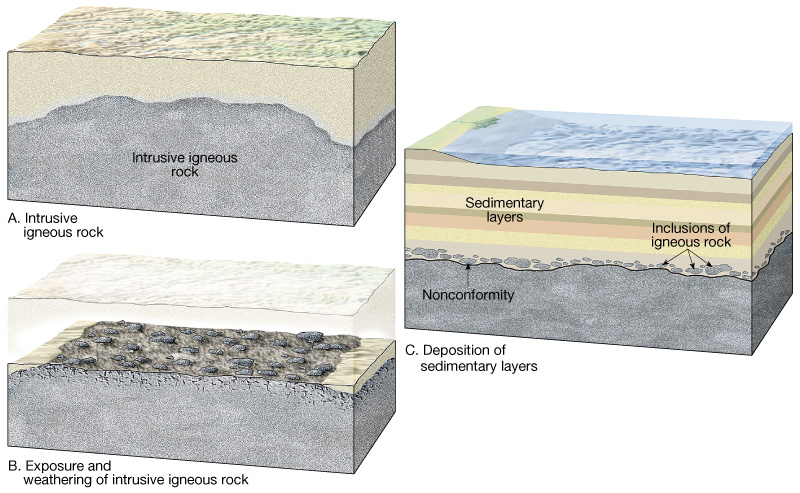 Intrusive igneous
rock
A. Intrusive
igneous rock
B. Exposure and
weathering of intrusive igneous rock
Sedimentary
layers
Inclusions of
igneous rock
Nonconformity
C. Deposition of
sedimentary layers